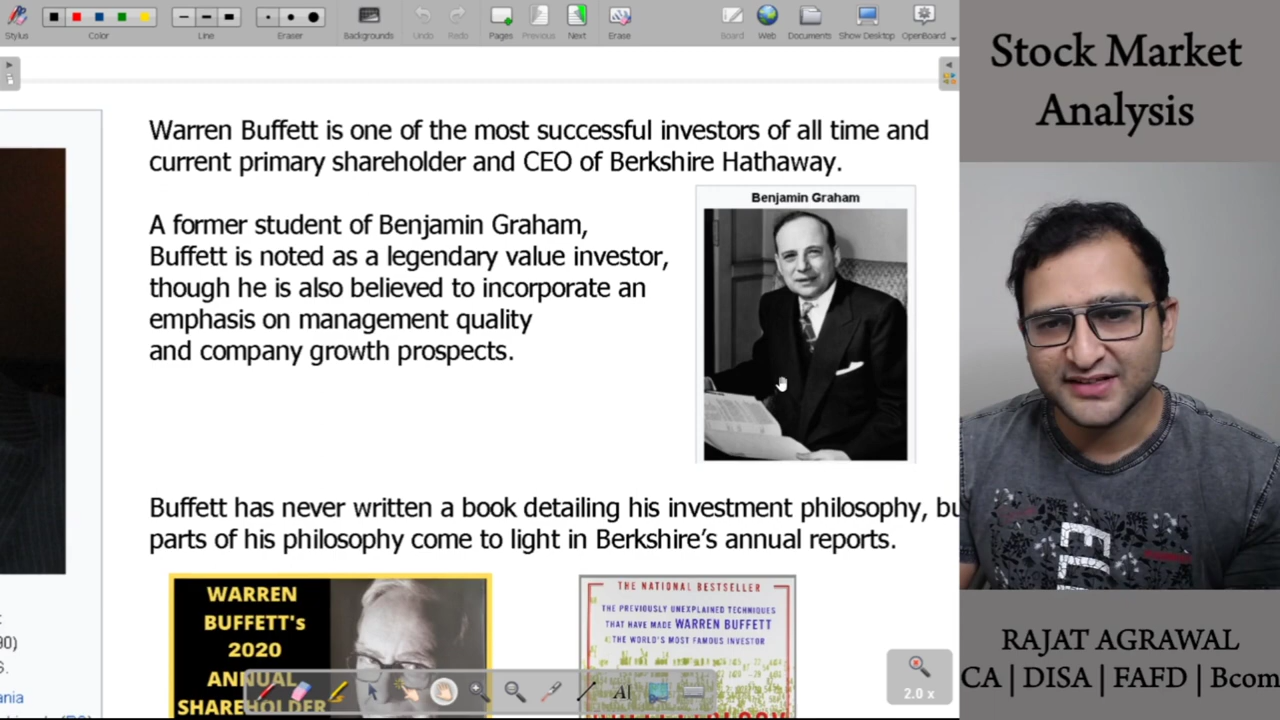 Stylus
Color
Line
Eraser
Backgrounds
Undo
Redo
Pages
Previous
Next
Erase
Board
Web
Documents
Show Desktop
OpenBoard
Stock Market
Analysis
Warren Buffett is one of the most successful investors of all time and
current primary shareholder and CEO of Berkshire Hathaway.
Benjamin Graham
A former student of Benjamin Graham,
Buffett is noted as a legendary value investor,
though he is also believed to incorporate an
emphasis on management quality
and company growth prospects.
Buffett has never written a book detailing his investment philosophy, bu
parts of his philosophy come to light in Berkshire's annual reports.
WARREN
BUFFETT's
2020
ANNUAL
SHAREHOLDER
THE NATIONAL BESTSELLER
THE PREVIOUSLY UNEXPLAINED TECHNIQUES
THAT HAVE MADE WARREN BUFFETT
THE WORLD'S MOST FAMOUS INVESTOR
2.0 x
RAJAT AGRAWAL
CA | DISA | FAFD | Bcom